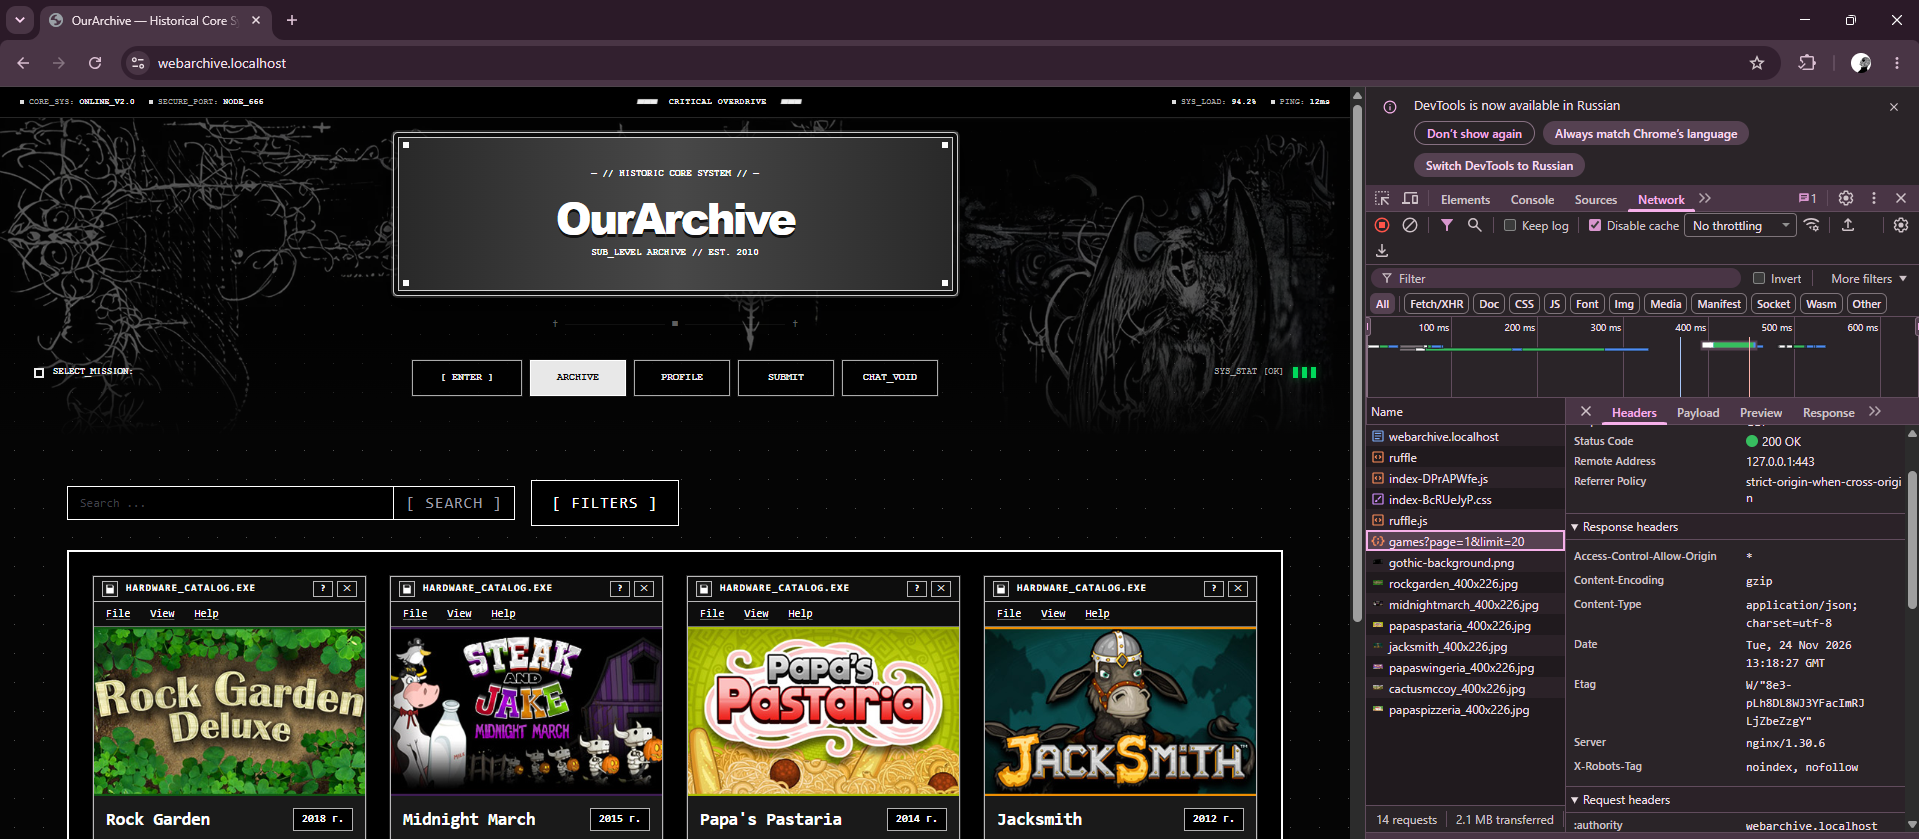 OurArchive — Historical Core S
webarchive.localhost
CORE_SYS: ONLINE_V2.0
SECURE_PORT: NODE_666
CRITICAL OVERDRIVE
SYS_LOAD: 94.2%
PING: 12ms
— // HISTORIC CORE SYSTEM // —
OurArchive
SUB_LEVEL ARCHIVE // EST. 2010
SELECT_MISSION:
[ ENTER ]
ARCHIVE
PROFILE
SUBMIT
CHAT_VOID
SYS_STAT [OK]
Search ...
[ SEARCH ]
[ FILTERS ]
HARDWARE_CATALOG.EXE
?
File View Help
Rock Garden Deluxe
Rock Garden
2018 г.
HARDWARE_CATALOG.EXE
?
File View Help
STEAK AND JAKE
MIDNIGHT MARCH
Midnight March
2015 г.
HARDWARE_CATALOG.EXE
?
File View Help
Papa's Pastaria
Papa's Pastaria
2014 г.
HARDWARE_CATALOG.EXE
?
File View Help
JACKSMITH™
Jacksmith
2012 г.
DevTools is now available in Russian
Don't show again
Always match Chrome's language
Switch DevTools to Russian
Elements Console Sources Network
1
Keep log
Disable cache
No throttling
Filter
Invert
More filters
All Fetch/XHR Doc CSS JS Font Img Media Manifest Socket Wasm Other
100 ms 200 ms 300 ms 400 ms 500 ms 600 ms
Name
webarchive.localhost
ruffle
index-DPrAPWfe.js
index-BcRUeJyP.css
ruffle.js
games?page=1&limit=20
gothic-background.png
rockgarden_400x226.jpg
midnightmarch_400x226.jpg
papaspastaria_400x226.jpg
jacksmith_400x226.jpg
papaswingeria_400x226.jpg
cactusmccoy_400x226.jpg
papaspizzeria_400x226.jpg
14 requests
2.1 MB transferred
Headers Payload Preview Response
Status Code
200 OK
Remote Address
127.0.0.1:443
Referrer Policy
strict-origin-when-cross-origi
n
Response headers
Access-Control-Allow-Origin
*
Content-Encoding
gzip
Content-Type
application/json;
charset=utf-8
Date
Tue, 24 Nov 2026
13:18:27 GMT
Etag
W/"8e3-
pLh8DL8WJ3YFacImRJ
LjZbeZzgY"
Server
nginx/1.30.6
X-Robots-Tag
noindex, nofollow
Request headers
:authority
webarchive.localhost